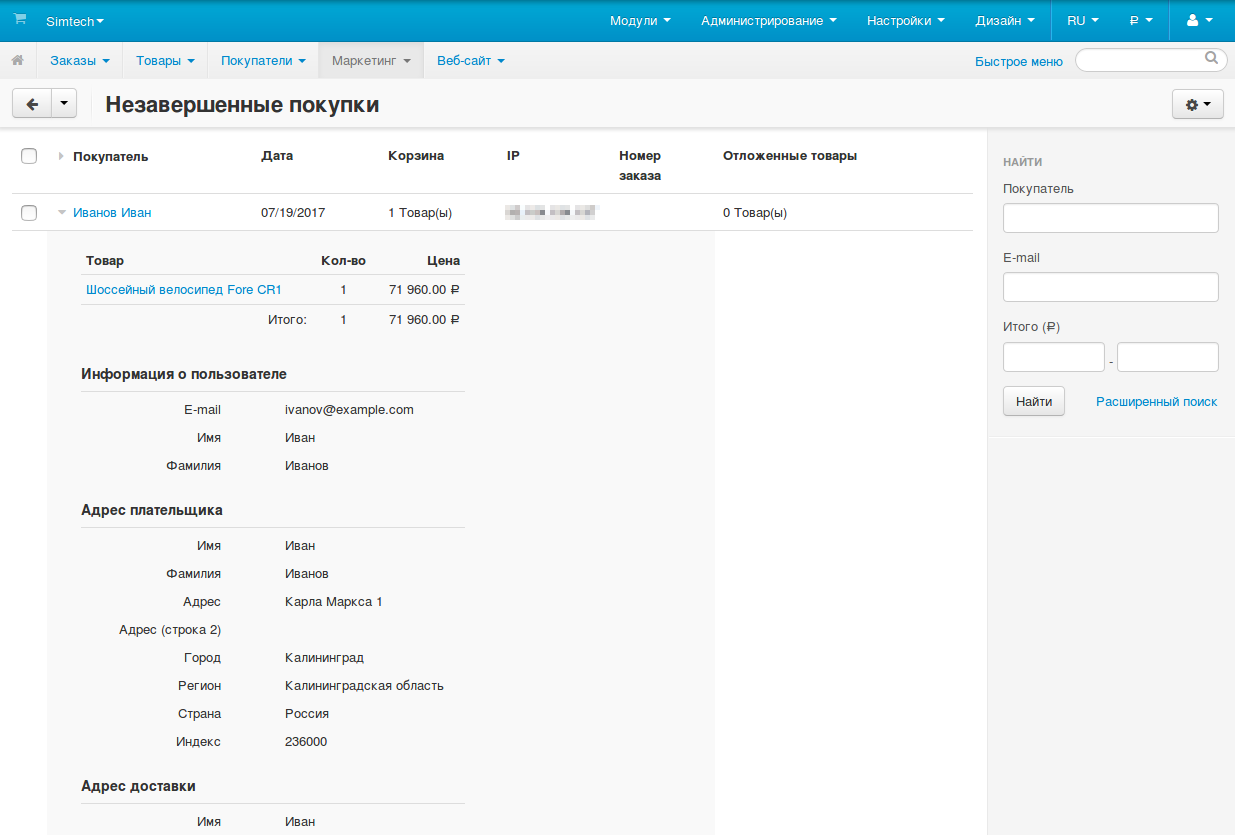 Simtech Модули Администрирование Настройки Дизайн RU ₽
Заказы Товары Покупатели Маркетинг Веб-сайт Быстрое меню
Незавершенные покупки
Покупатель Дата Корзина IP Номер заказа Отложенные товары
Иванов Иван 07/19/2017 1 Товар(ы) 0 Товар(ы)
Товар Кол-во Цена
Шоссейный велосипед Fore CR1 1 71 960.00 ₽
Итого: 1 71 960.00 ₽
Информация о пользователе
E-mail ivanov@example.com
Имя Иван
Фамилия Иванов
Адрес плательщика
Имя Иван
Фамилия Иванов
Адрес Карла Маркса 1
Адрес (строка 2)
Город Калининград
Регион Калининградская область
Страна Россия
Индекс 236000
Адрес доставки
Имя Иван
НАЙТИ
Покупатель
E-mail
Итого (₽)
-
Найти Расширенный поиск